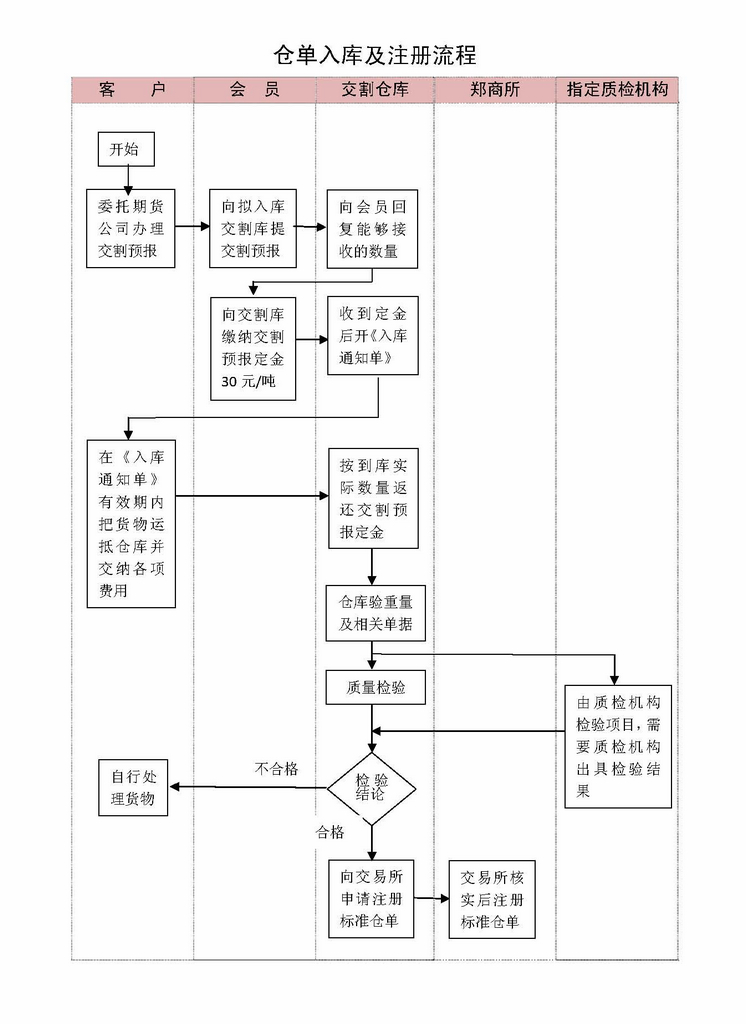 仓单入库及注册流程
客 户
会 员
交割仓库
郑商所
指定质检机构
开始
委托期货
公司办理
交割预报
向拟入库
交割库提
交割预报
向会员回
复能够接
收的数量
向交割库
缴纳交割
预报定金
30 元/吨
收到定金
后开《入库
通知单》
在《入库
通知单》
有效期内
把货物运
抵仓库并
交纳各项
费用
按到库实
际数量返
还交割预
报定金
仓库验重量
及相关单据
质量检验
由质检机构
检验项目,需
要质检机构
出具检验结
果
检验
结论
不合格
自行处
理货物
合格
向交易所
申请注册
标准仓单
交易所核
实后注册
标准仓单